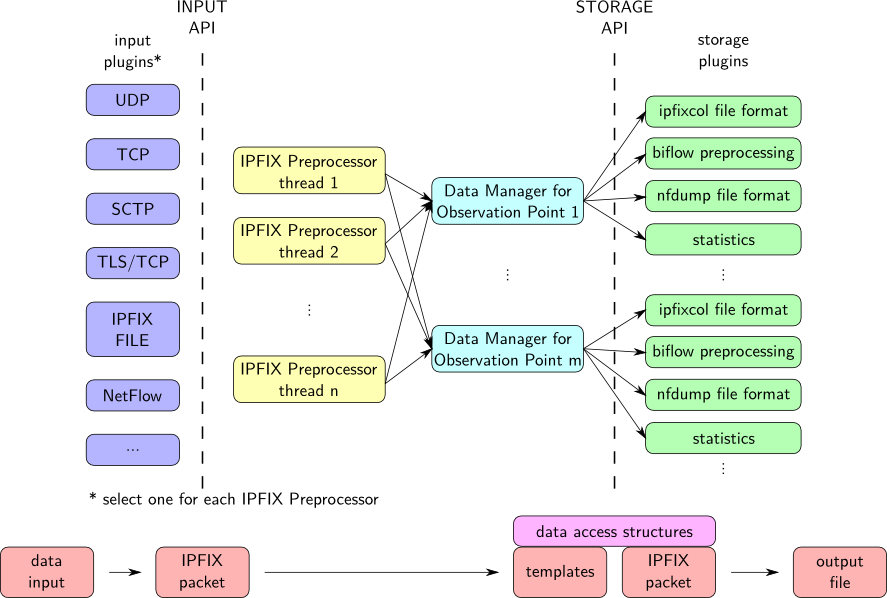 INPUT
API
STORAGE
API
input
plugins*
storage
plugins
UDP
TCP
SCTP
TLS/TCP
IPFIX
FILE
NetFlow
...
IPFIX Preprocessor
thread 1
IPFIX Preprocessor
thread 2
...
IPFIX Preprocessor
thread n
Data Manager for
Observation Point 1
...
Data Manager for
Observation Point m
ipfixcol file format
biflow preprocessing
nfdump file format
statistics
...
ipfixcol file format
biflow preprocessing
nfdump file format
statistics
...
* select one for each IPFIX Preprocessor
data
input
IPFIX
packet
data access structures
templates
IPFIX
packet
output
file